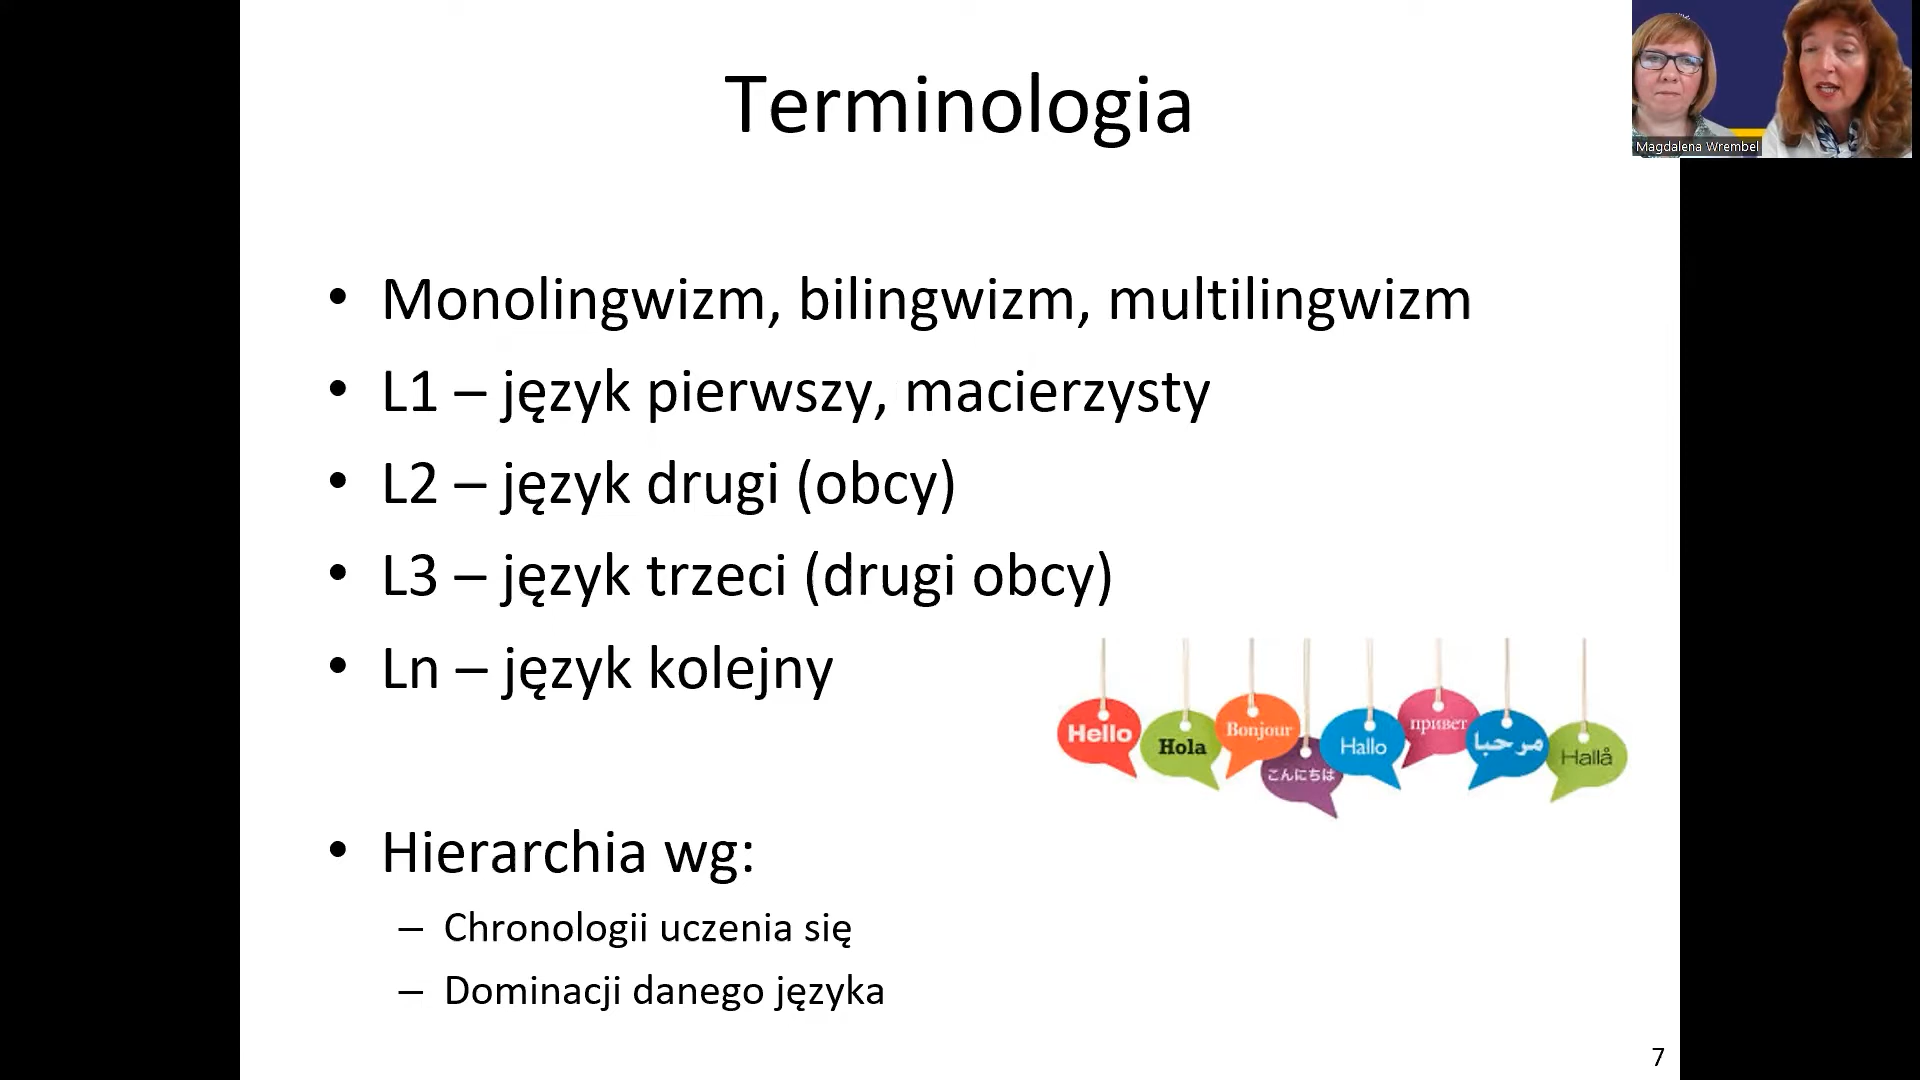 Terminologia
Magdalena Wrembel
• Monolingwizm, bilingwizm, multilingwizm
• L1 – język pierwszy, macierzysty
• L2 – język drugi (obcy)
• L3 – język trzeci (drugi obcy)
• Ln – język kolejny
Hello
Hola
Bonjour
こんにちは
Hallo
привет
مرحبا
Hallå
• Hierarchia wg:
– Chronologii uczenia się
– Dominacji danego języka
7